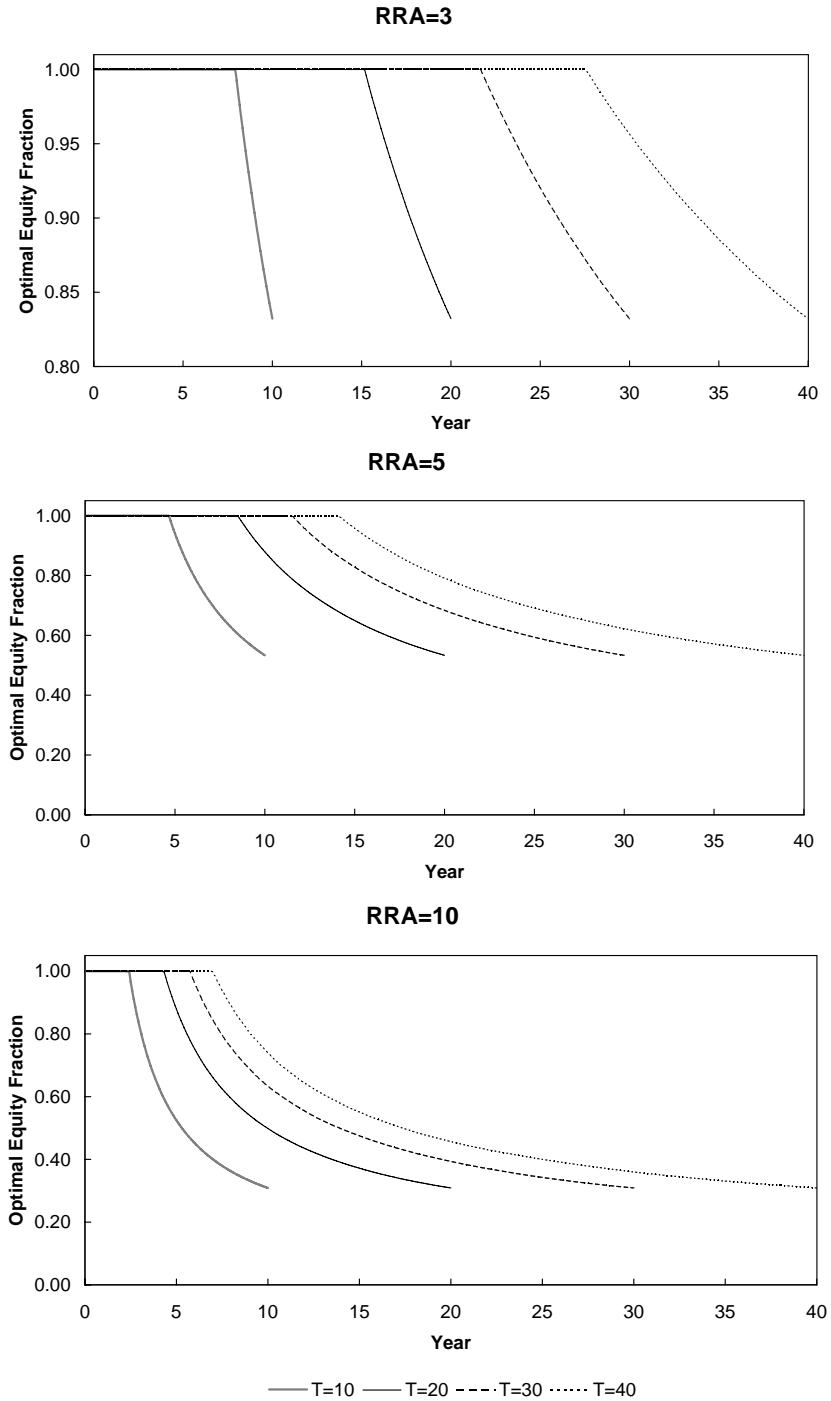 RRA=3
Optimal Equity Fraction
1.00
0.95
0.90
0.85
0.80
0 5 10 15 20 25 30 35 40
Year
RRA=5
Optimal Equity Fraction
1.00
0.80
0.60
0.40
0.20
0.00
0 5 10 15 20 25 30 35 40
Year
RRA=10
Optimal Equity Fraction
1.00
0.80
0.60
0.40
0.20
0.00
0 5 10 15 20 25 30 35 40
Year
T=10 T=20 T=30 T=40